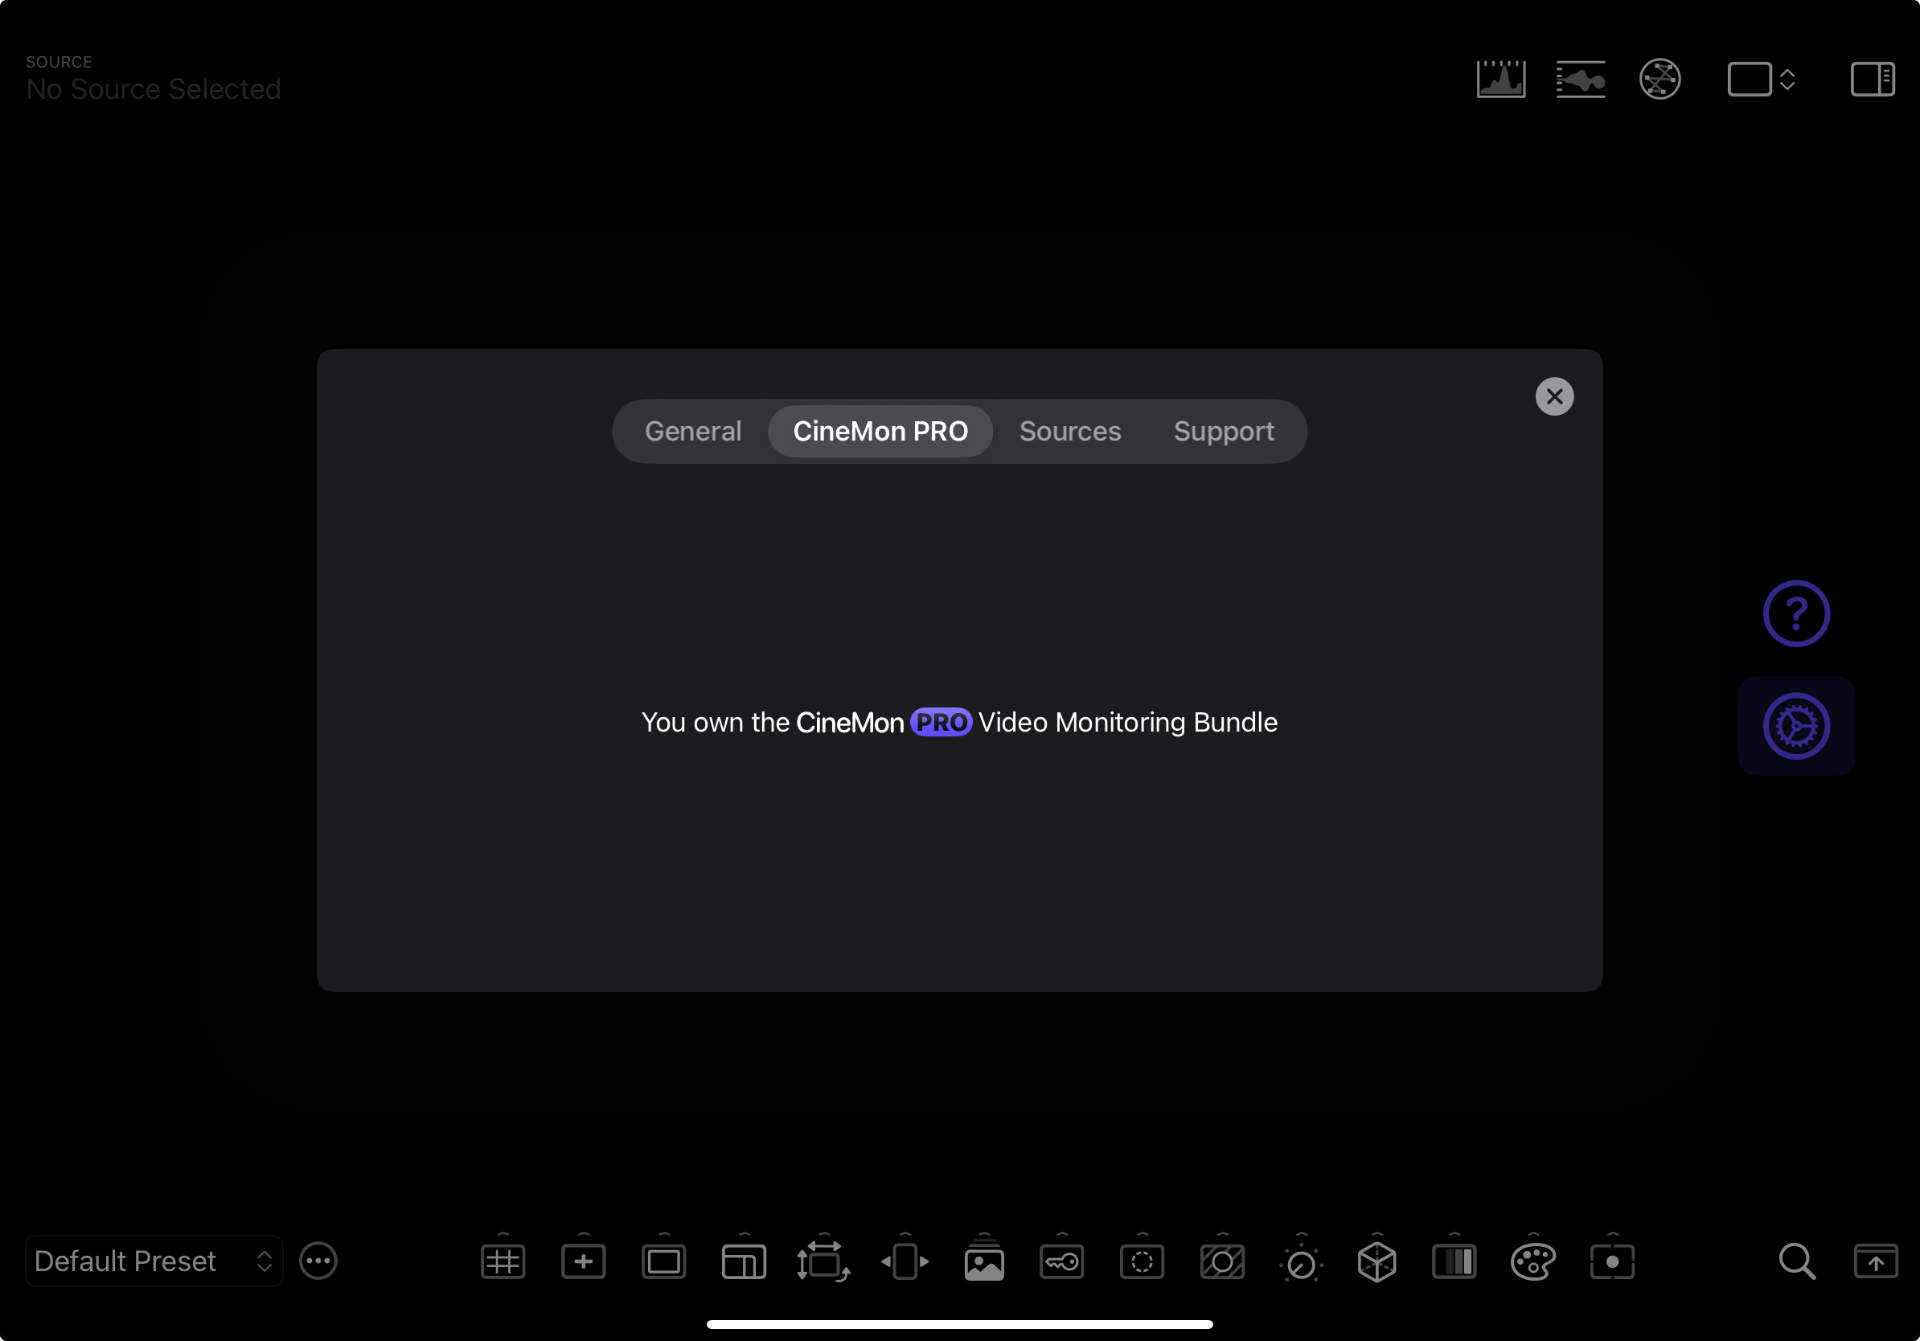 SOURCE
No Source Selected
General CineMon PRO Sources Support
You own the CineMon PRO Video Monitoring Bundle
Default Preset